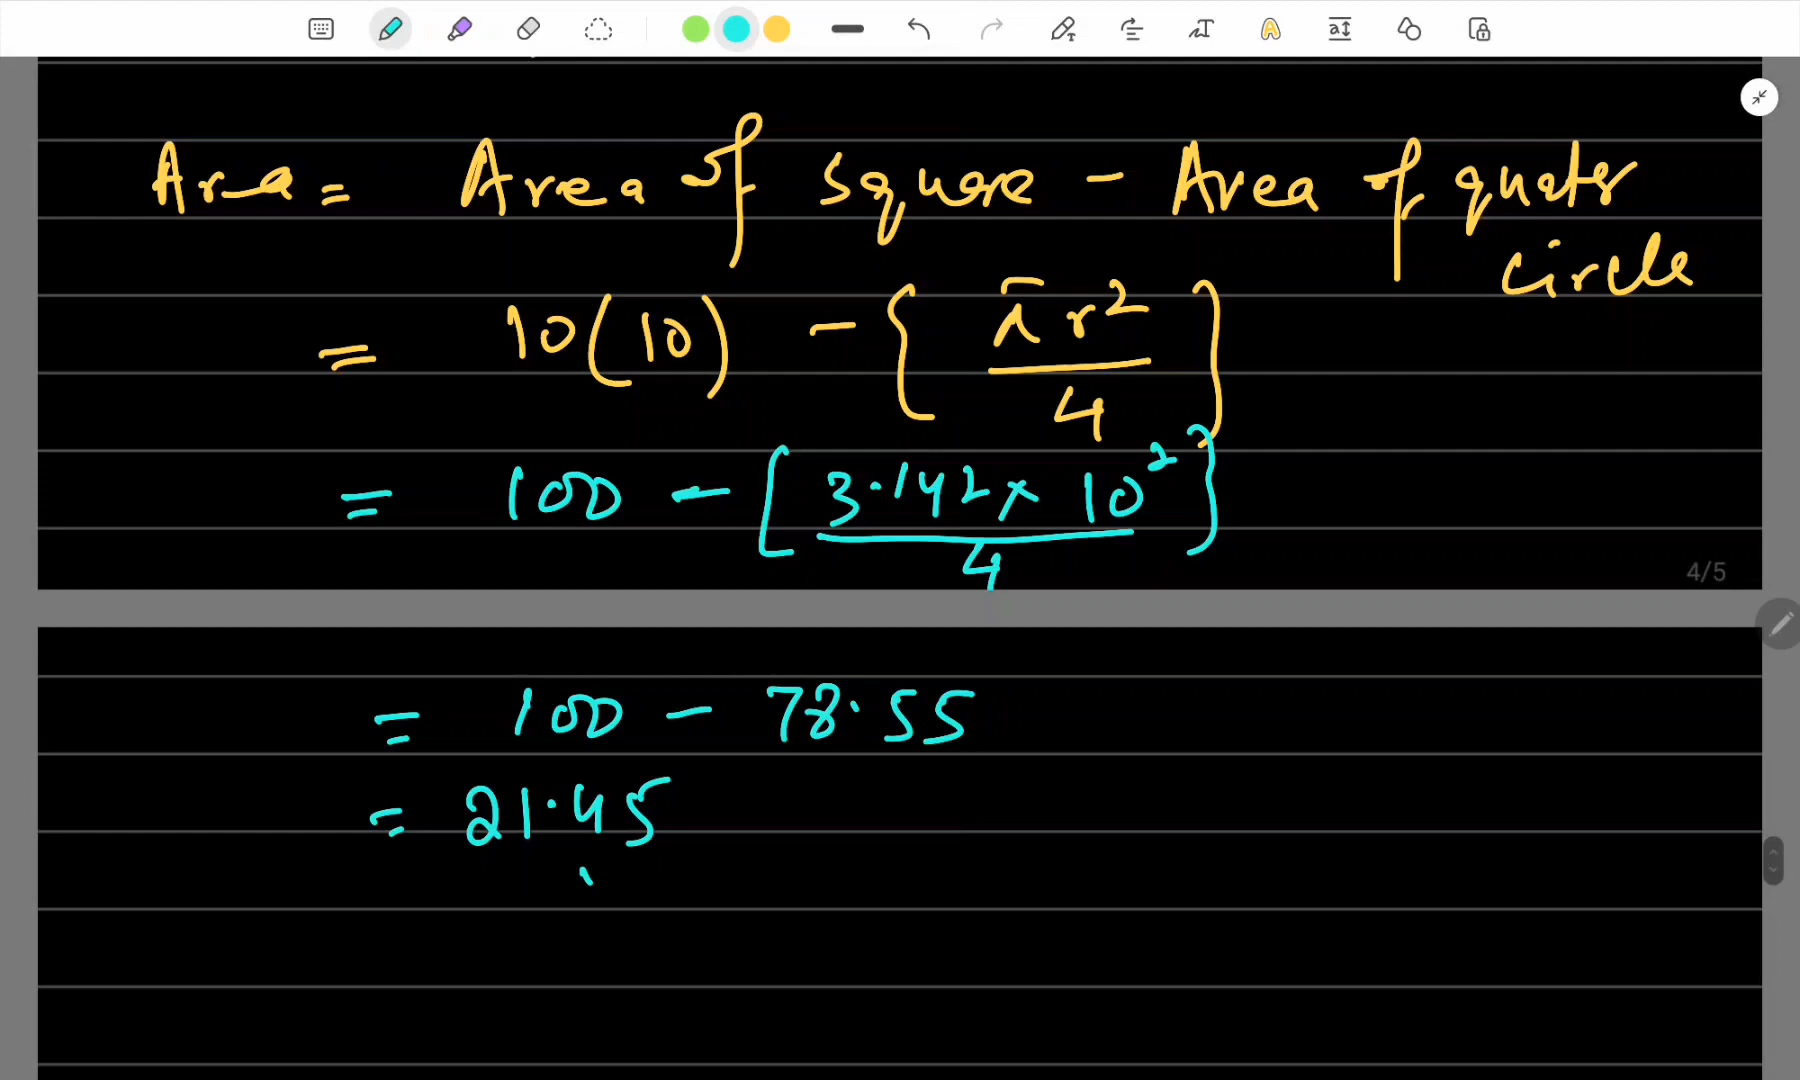 Area = Area of square - Area of quater
circle
= 10(10) - {πr²/4}
= 100 - [3.142 × 10²/4}
4/5
= 100 - 78.55
= 21.45